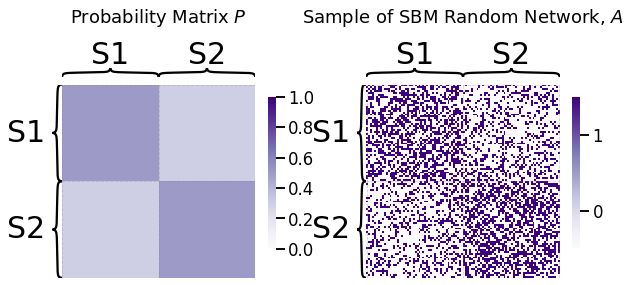 Probability Matrix P
S1
S2
S1
S2
1.0
0.8
0.6
0.4
0.2
0.0
Sample of SBM Random Network, A
S1
S2
S1
S2
1
0